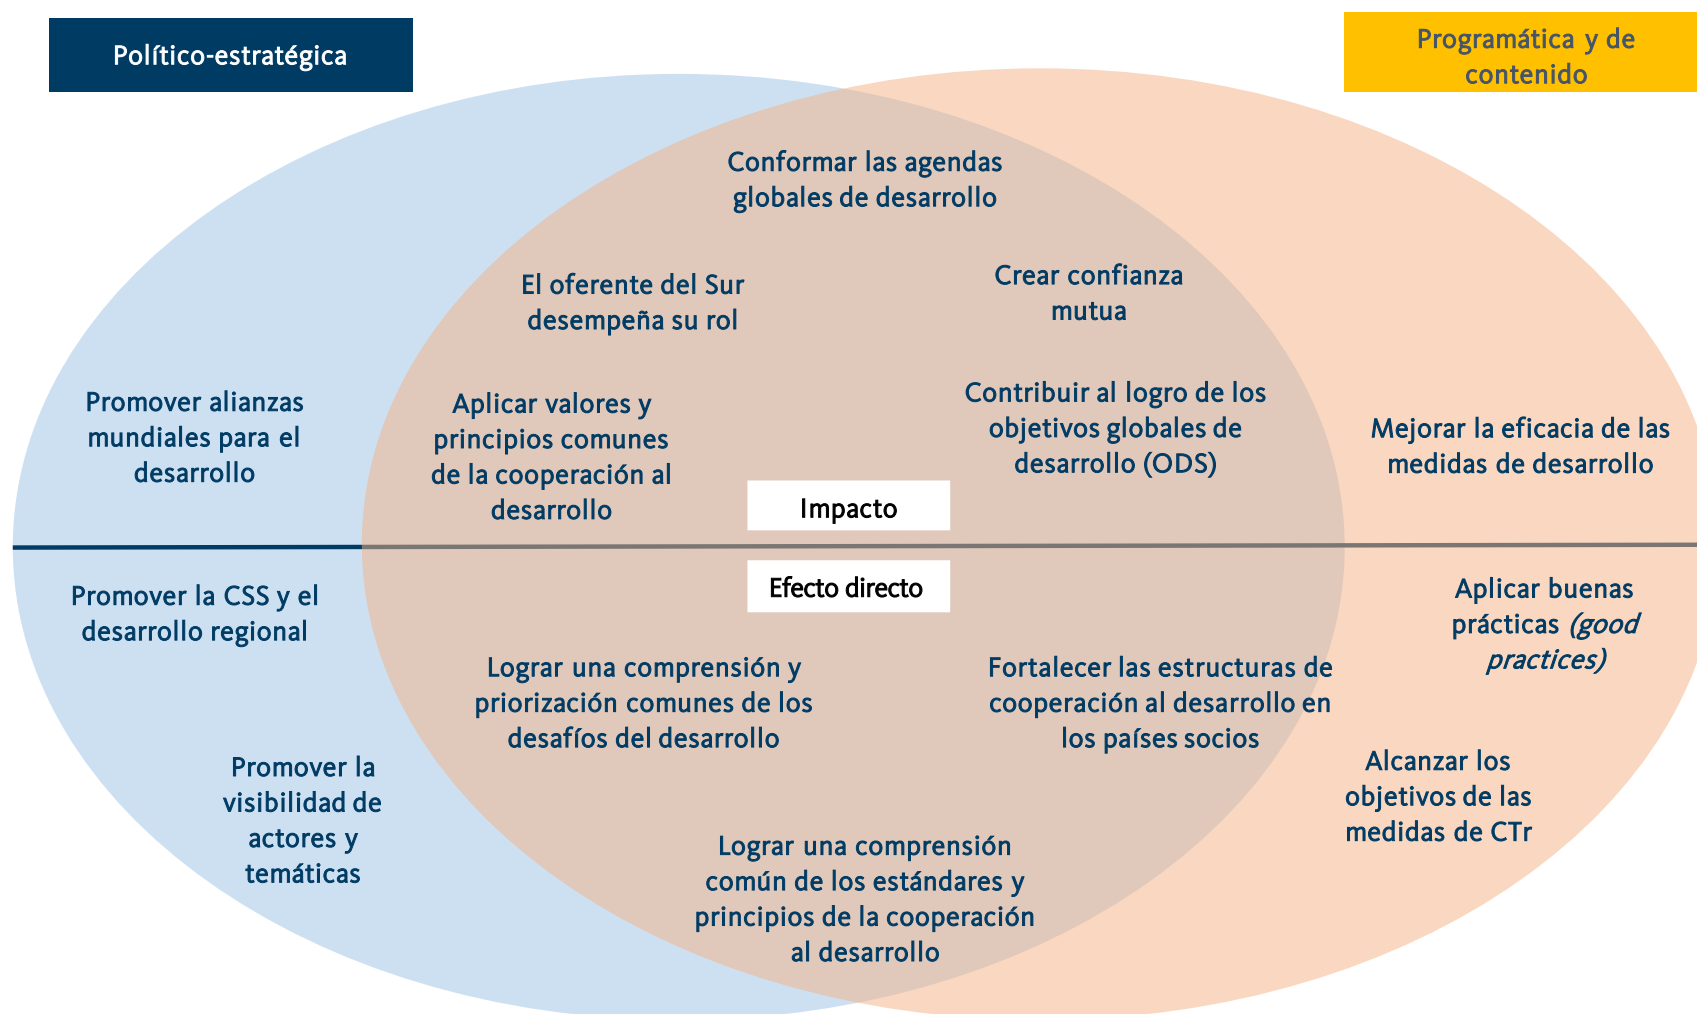 Político-estratégica
Programática y de
contenido
Conformar las agendas
globales de desarrollo
El oferente del Sur
desempeña su rol
Crear confianza
mutua
Promover alianzas
mundiales para el
desarrollo
Aplicar valores y
principios comunes
de la cooperación al
desarrollo
Contribuir al logro de los
objetivos globales de
desarrollo (ODS)
Mejorar la eficacia de las
medidas de desarrollo
Impacto
Efecto directo
Promover la CSS y el
desarrollo regional
Aplicar buenas
prácticas (good
practices)
Lograr una comprensión y
priorización comunes de los
desafíos del desarrollo
Fortalecer las estructuras de
cooperación al desarrollo en
los países socios
Promover la
visibilidad de
actores y
temáticas
Alcanzar los
objetivos de las
medidas de CTr
Lograr una comprensión
común de los estándares y
principios de la cooperación
al desarrollo